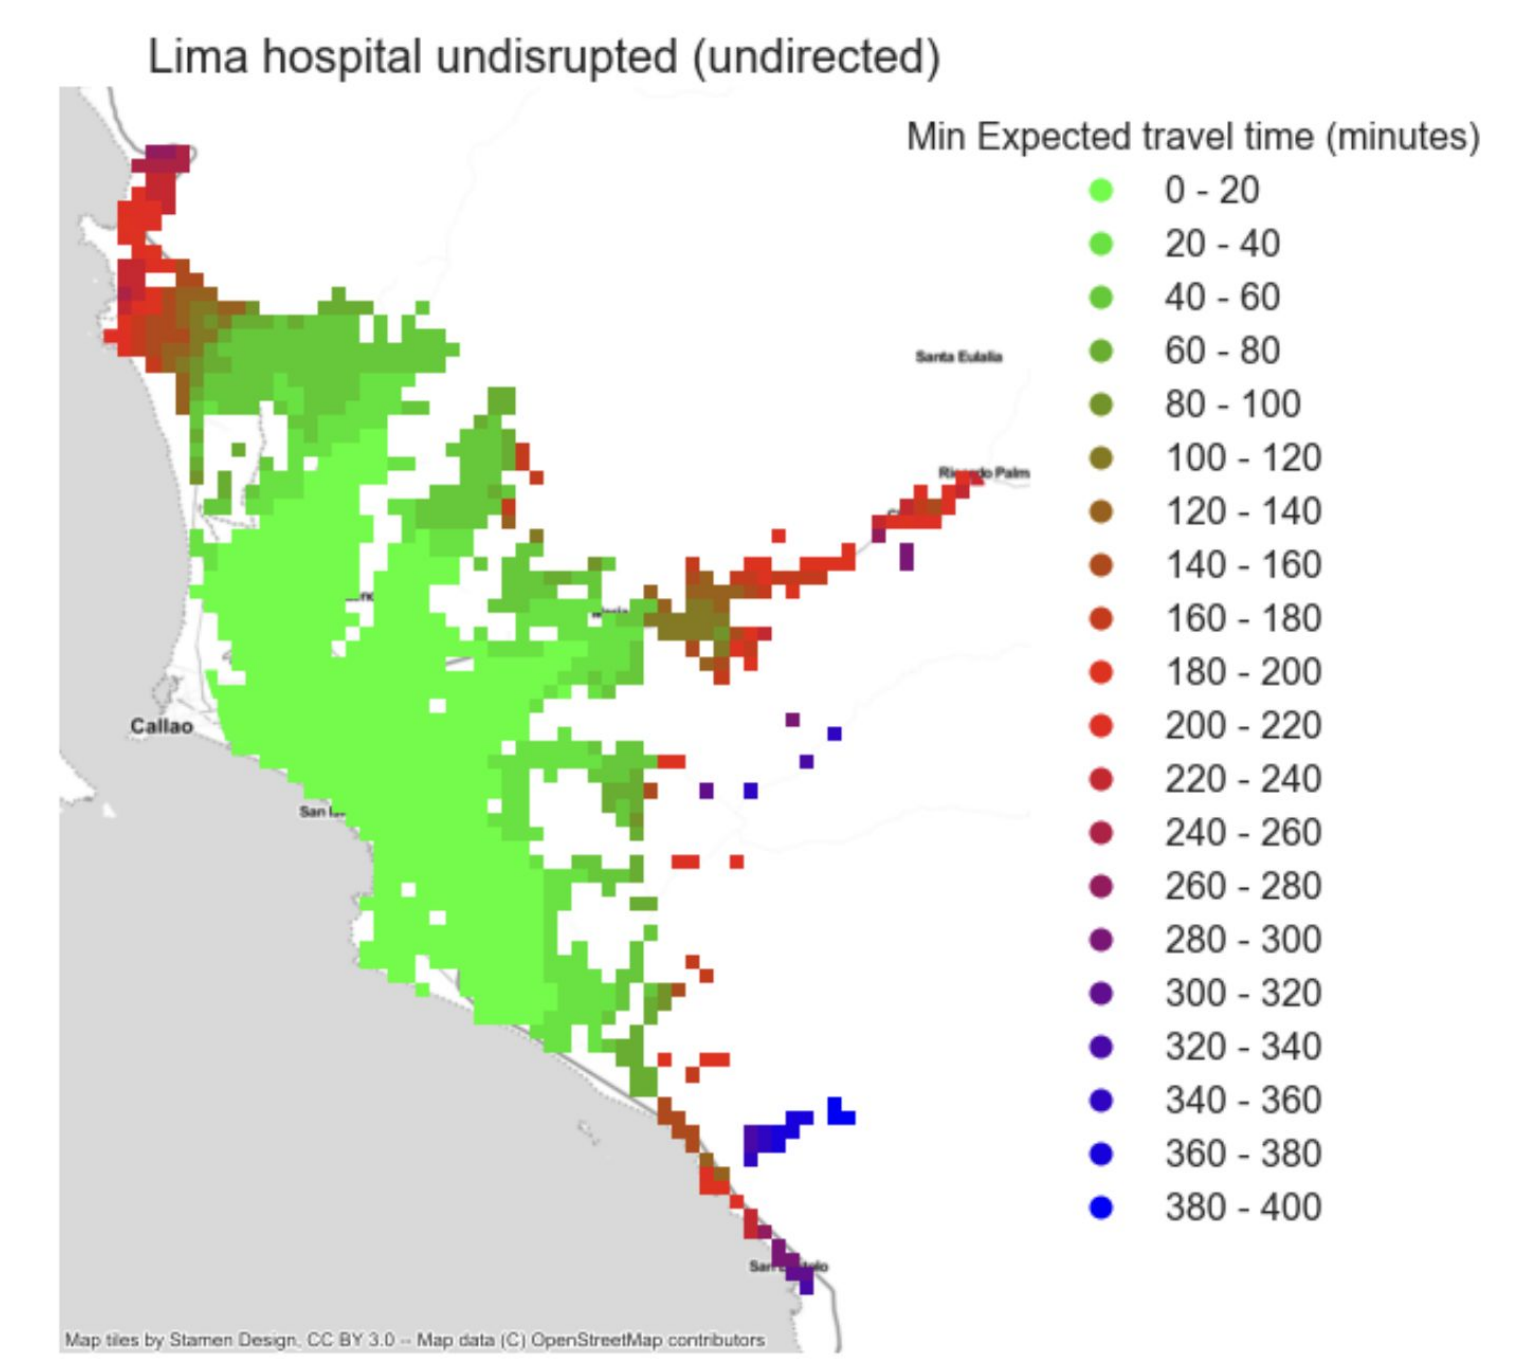 Lima hospital undisrupted (undirected)
Min Expected travel time (minutes)
0 - 20
20 - 40
40 - 60
60 - 80
80 - 100
100 - 120
120 - 140
140 - 160
160 - 180
180 - 200
200 - 220
220 - 240
240 - 260
260 - 280
280 - 300
300 - 320
320 - 340
340 - 360
360 - 380
380 - 400
Santa Eulalia
Palm
Callao
San
San
Map tiles by Stamen Design, CC BY 3.0 -- Map data (C) OpenStreetMap contributors